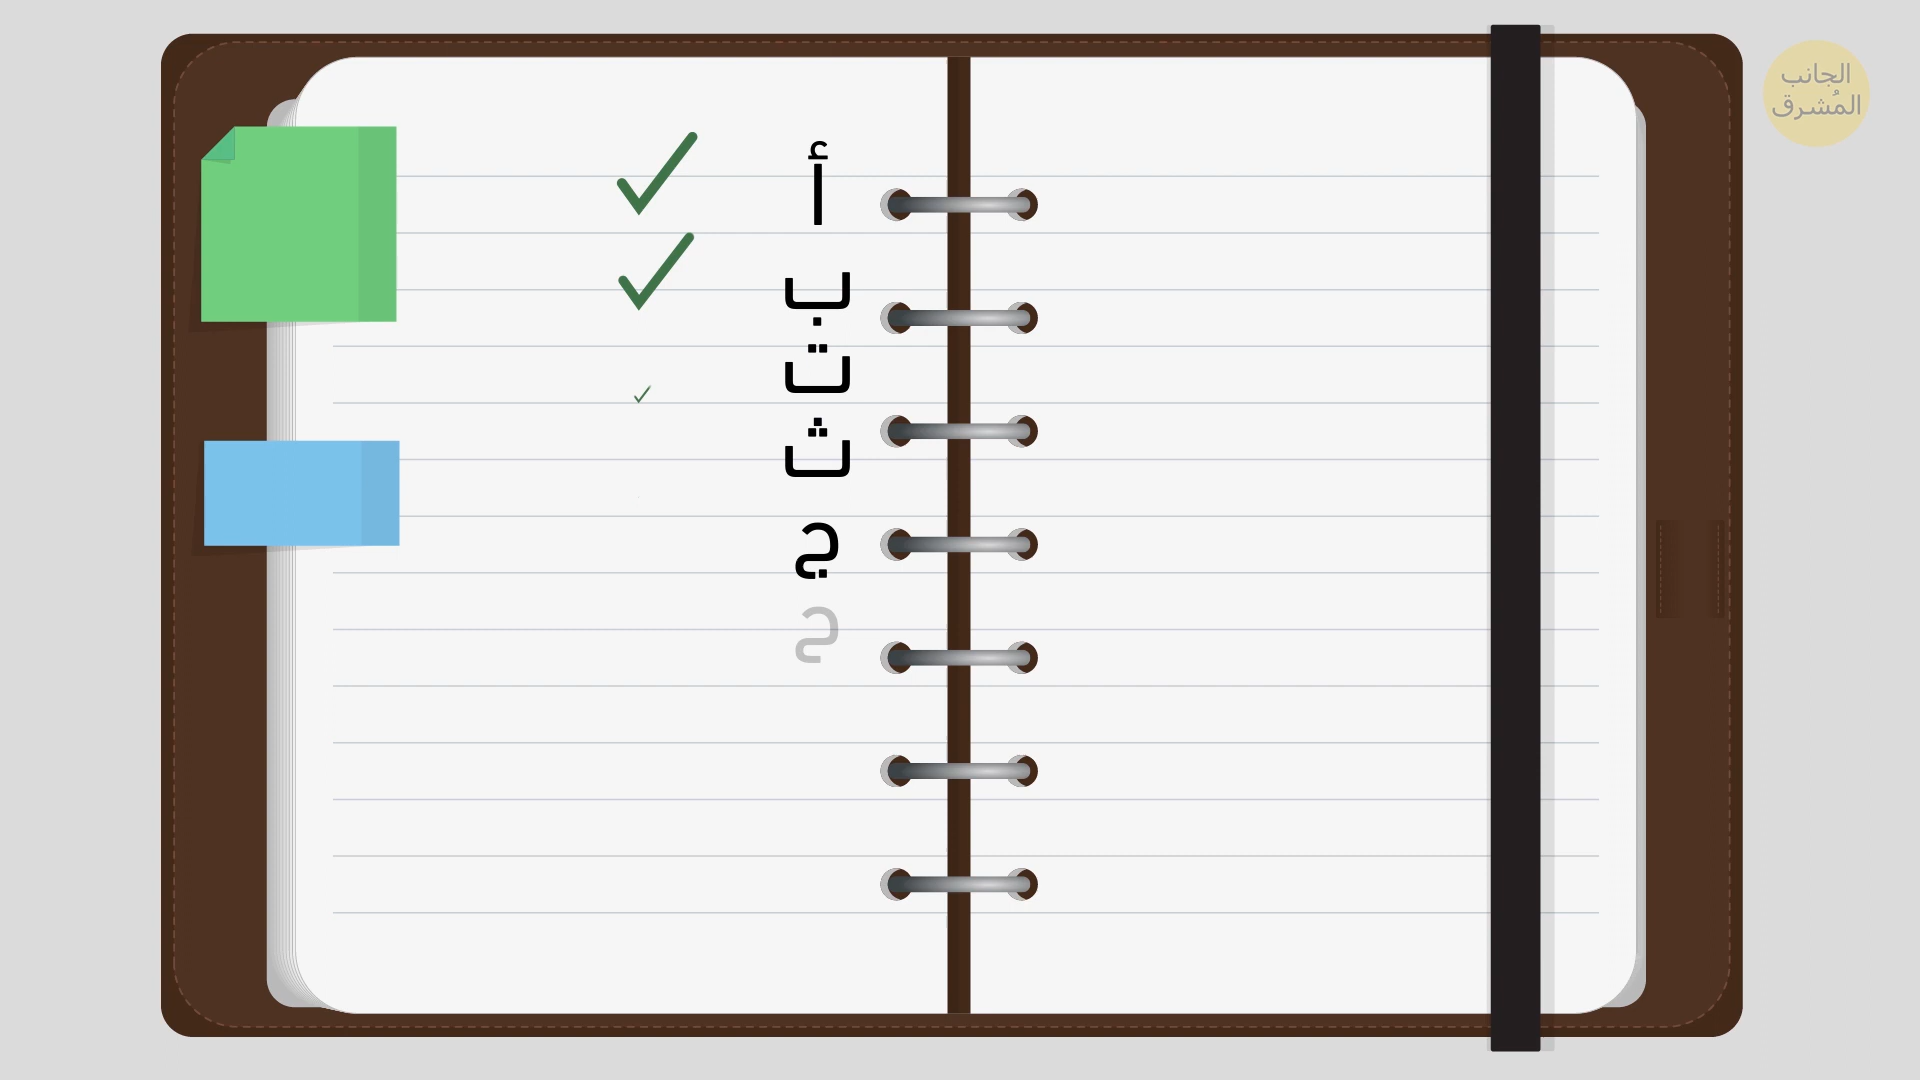 أ
ب
ت
ث
ج
ح
الجانب
المُشرق